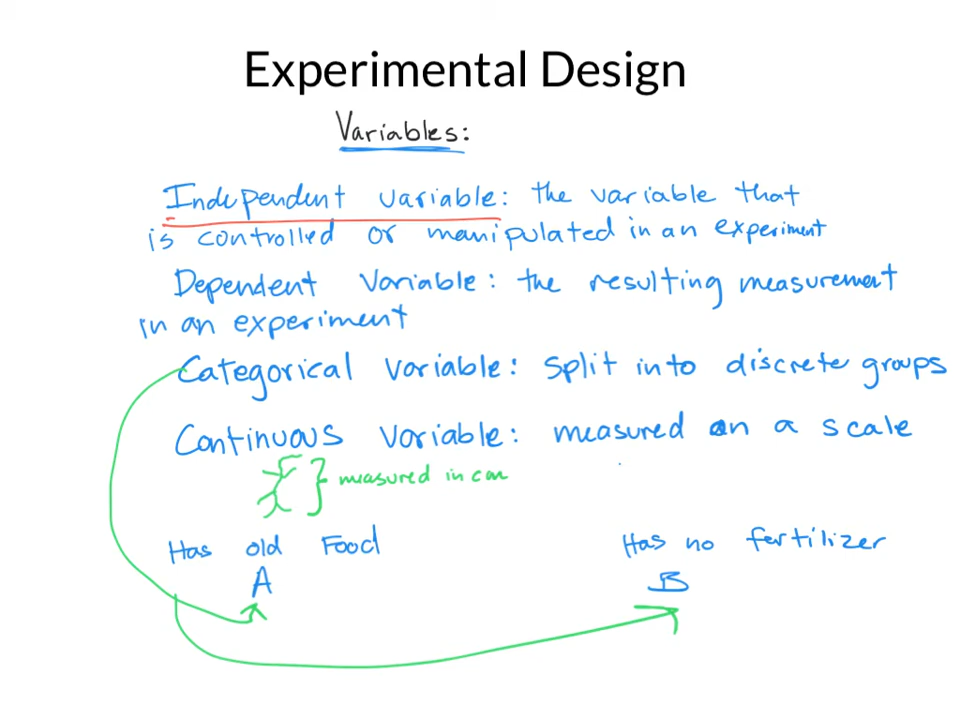 Experimental Design
Variables:
Independent variable: the variable that
is controlled or manipulated in an experiment
Dependent Variable: the resulting measurement
in an experiment
Categorical Variable: Split into discrete groups
Continuous Variable: measured on a scale
measured in cm
Has old Food
Has no fertilizer
A
B